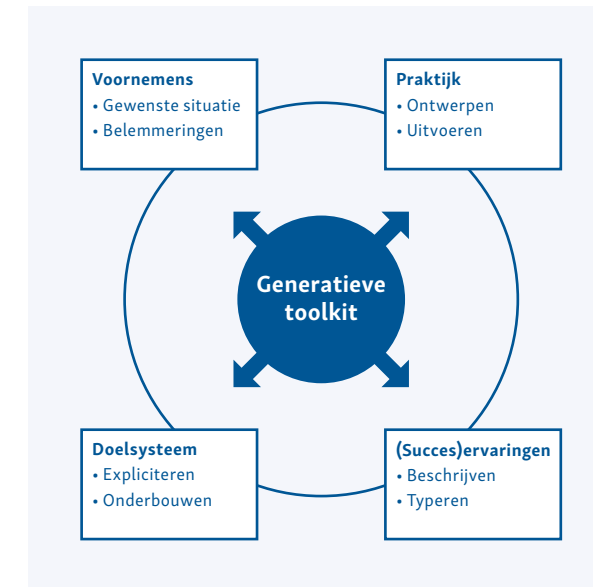 Voornemens
• Gewenste situatie
• Belemmeringen
Praktijk
• Ontwerpen
• Uitvoeren
Generatieve
toolkit
Doelsysteem
• Expliciteren
• Onderbouwen
(Succes)ervaringen
• Beschrijven
• Typeren